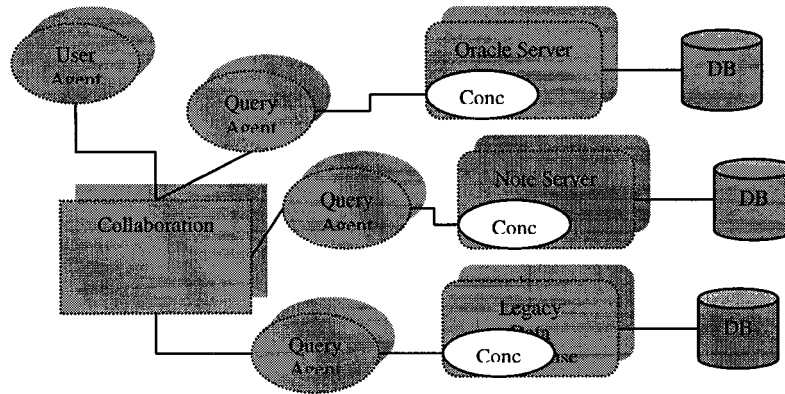 User
Agent
Oracle Server
DB
Query
Agent
Conc
Note Server
DB
Query
Agent
Conc
Collaboration
Legacy
Data
DB
Query
Agent
Conc